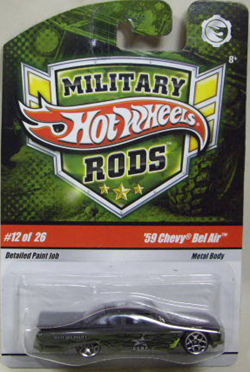 8+
MILITARY
Hot Wheels
RODS
#12 of 26
'59 Chevy® Bel Air™
Detailed Paint Job
Metal Body